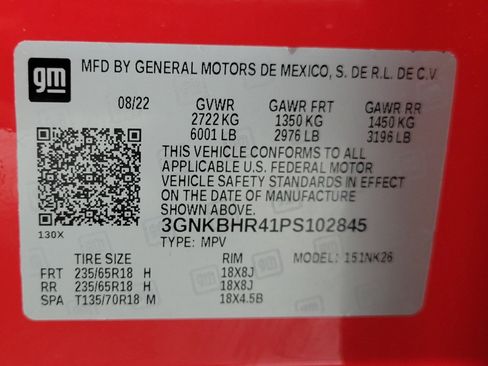 gm
MFD BY GENERAL MOTORS DE MEXICO, S. DE R.L. DE C.V.
08/22 GVWR GAWR FRT GAWR RR
2722 KG 1350 KG 1450 KG
6001 LB 2976 LB 3196 LB
THIS VEHICLE CONFORMS TO ALL
APPLICABLE U.S. FEDERAL MOTOR
VEHICLE SAFETY STANDARDS IN EFFECT
ON THE DATE OF MANUFACTURE
SHOWN ABOVE.
130X 3GNKBHR41PS102845
TYPE: MPV MODEL: 151NK26
TIRE SIZE RIM
FRT 235/65R18 H 18X8J
RR 235/65R18 H 18X8J
SPA T135/70R18 M 18X4.5B